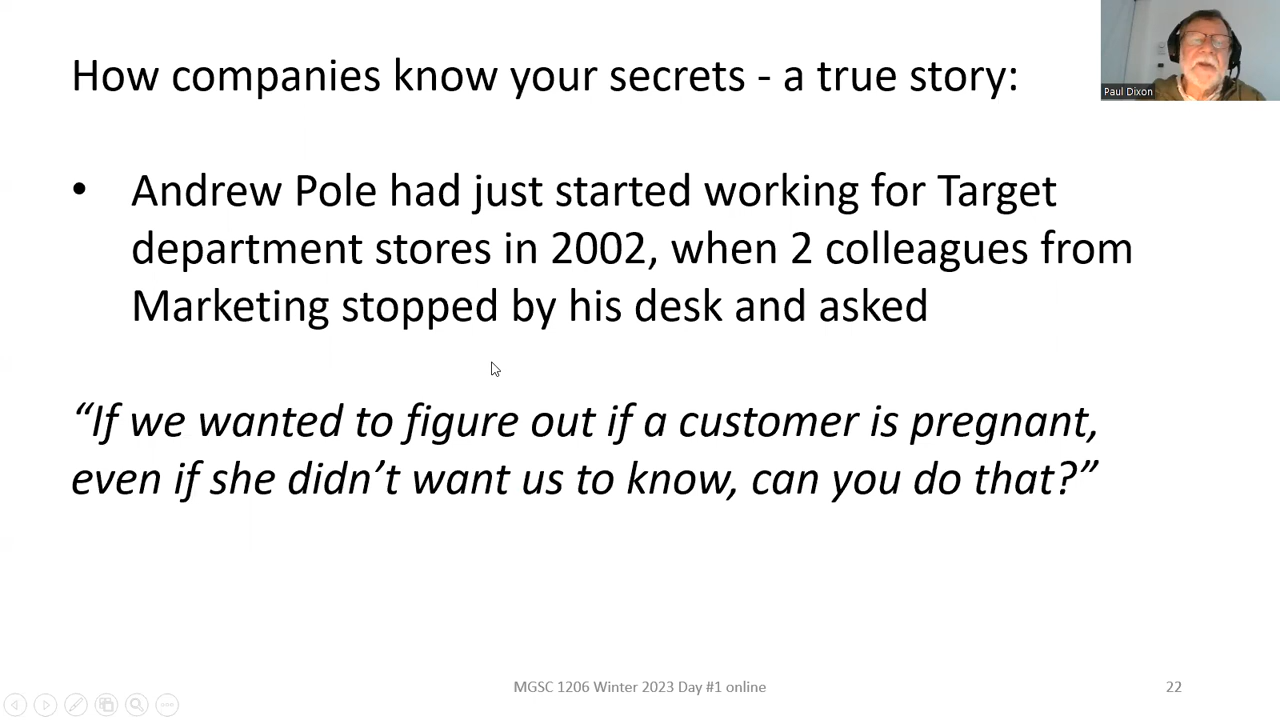 How companies know your secrets - a true story:
Paul Dixon
• Andrew Pole had just started working for Target
department stores in 2002, when 2 colleagues from
Marketing stopped by his desk and asked
“If we wanted to figure out if a customer is pregnant,
even if she didn’t want us to know, can you do that?”
MGSC 1206 Winter 2023 Day #1 online
22